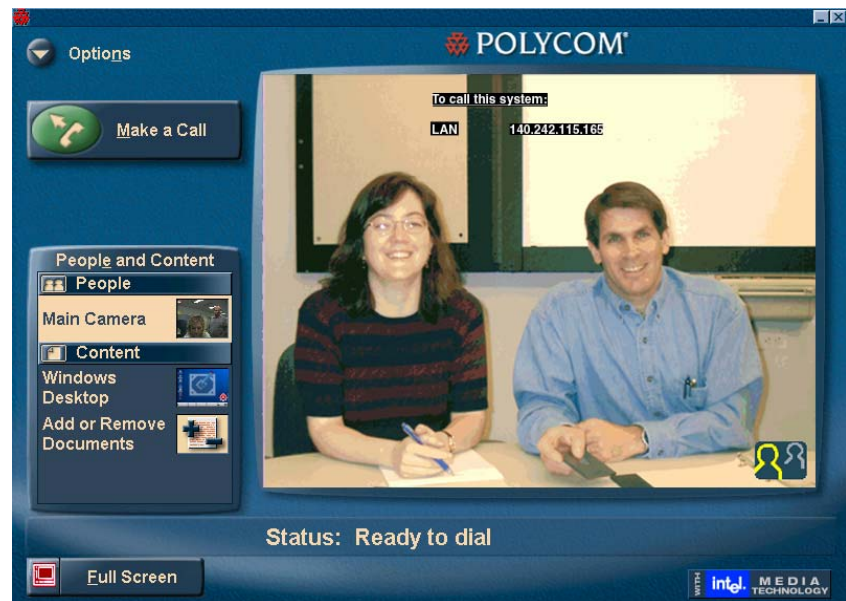 POLYCOM®
Options
To call this system:
LAN 140.242.115.165
Make a Call
People and Content
People
Main Camera
Content
Windows
Desktop
Add or Remove
Documents
Status: Ready to dial
Full Screen
WITH intel. MEDIA
TECHNOLOGY